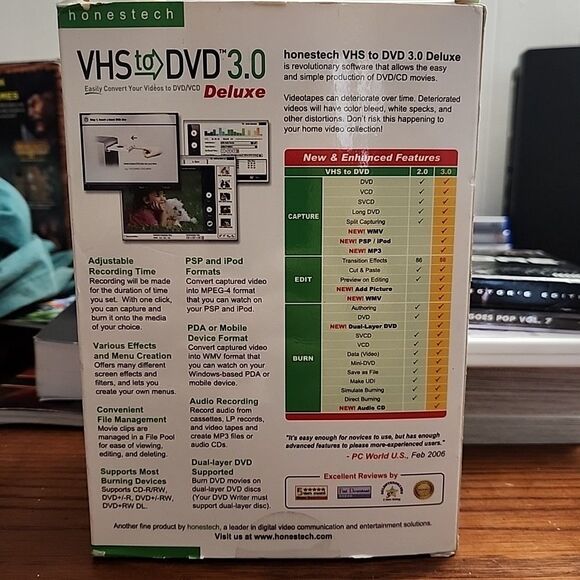 honestech
VHS to DVD™ 3.0
Easily Convert Your Videos to DVD/VCD
Deluxe
honestech VHS to DVD 3.0 Deluxe
is revolutionary software that allows the easy
and simple production of DVD/CD movies.
Videotapes can deteriorate over time. Deteriorated
videos will have color bleed, white specks, and
other distortions. Don't risk this happening to
your home video collection!
New & Enhanced Features
VHS to DVD 2.0 3.0
CAPTURE
DVD ✓ ✓
VCD ✓ ✓
SVCD ✓ ✓
Long DVD ✓ ✓
Split Capturing ✓ ✓
NEW! WMV ✓
NEW! PSP / iPod ✓
NEW! MP3 ✓
EDIT
Transition Effects 86 86
Cut & Paste ✓ ✓
Preview on Editing ✓ ✓
NEW! Add Picture ✓
NEW! WMV ✓
BURN
Authoring ✓ ✓
DVD ✓ ✓
NEW! Dual-Layer DVD ✓
SVCD ✓ ✓
VCD ✓ ✓
Data (Video) ✓ ✓
Mini-DVD ✓ ✓
Save as File ✓ ✓
Make UDI ✓ ✓
Simulate Burning ✓ ✓
Direct Burning ✓ ✓
NEW! Audio CD ✓
Adjustable
Recording Time
Recording will be made
for the duration of time
you set. With one click,
you can capture and
burn it onto the media
of your choice.
Various Effects
and Menu Creation
Offers many different
screen effects and
filters, and lets you
create your own menus.
Convenient
File Management
Movie clips are
managed in a File Pool
for ease of viewing,
editing, and deleting.
Supports Most
Burning Devices
Supports CD-R/RW,
DVD+/-R, DVD+/-RW,
DVD+RW DL.
PSP and iPod
Formats
Convert captured video
into MPEG-4 format
that you can watch on
your PSP and iPod.
PDA or Mobile
Device Format
Convert captured video
into WMV format that
you can watch on your
Windows-based PDA or
mobile device.
Audio Recording
Record audio from
cassettes, LP records,
and video tapes and
create MP3 files or
audio CDs.
Dual-layer DVD
Supported
Burn DVD movies on
dual-layer DVD discs
(Your DVD Writer must
support dual-layer disc).
"It's easy enough for novices to use, but has enough
advanced features to please more-experienced users."
- PC World U.S., Feb 2006
Excellent Reviews by
Another fine product by honestech, a leader in digital video communication and entertainment solutions.
Visit us at www.honestech.com
GOES POP VOL. 7